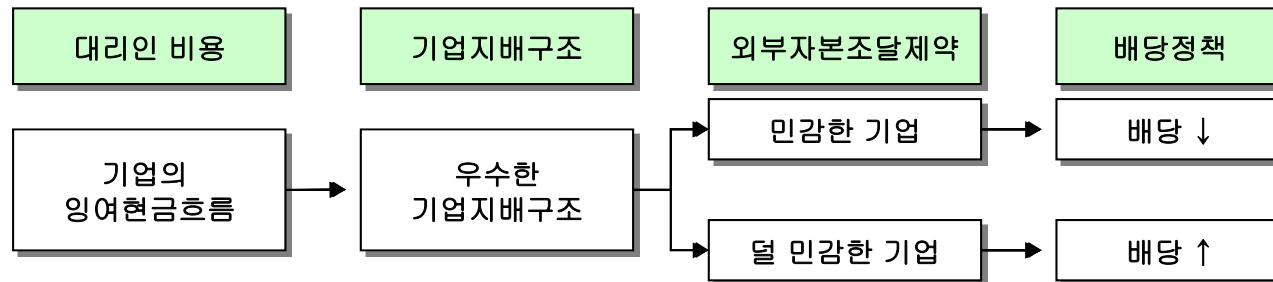 대리인 비용
기업지배구조
외부자본조달제약
배당정책
기업의
잉여현금흐름
우수한
기업지배구조
민감한 기업
배당 ↓
덜 민감한 기업
배당 ↑